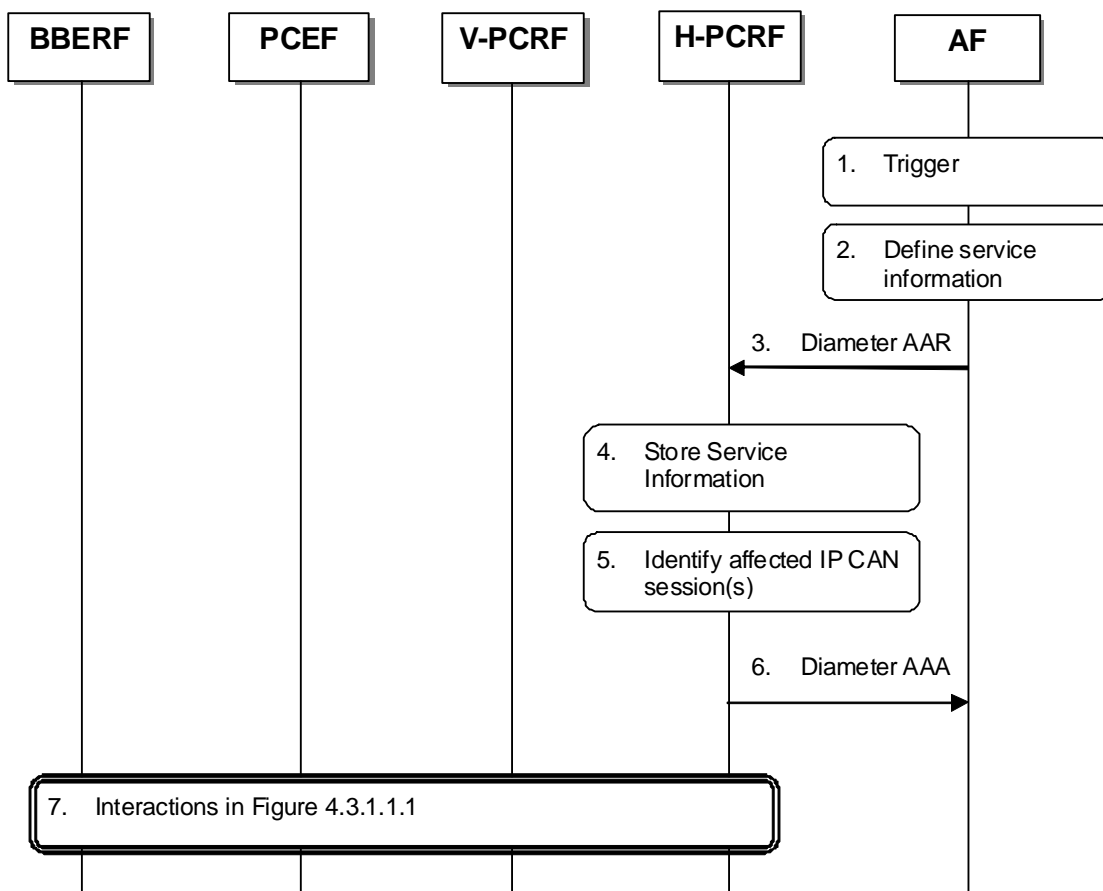 BBERF
PCEF
V-PCRF
H-PCRF
AF
1. Trigger
2. Define service
information
3. Diameter AAR
4. Store Service
Information
5. Identify affected IP CAN
session(s)
6. Diameter AAA
7. Interactions in Figure 4.3.1.1.1